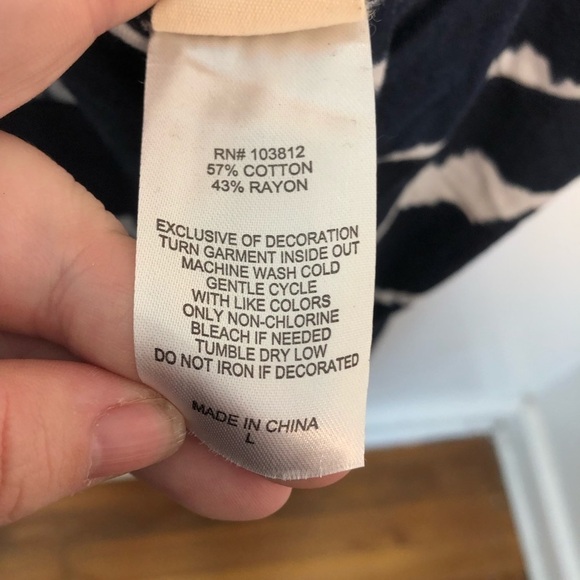 RN# 103812
57% COTTON
43% RAYON
EXCLUSIVE OF DECORATION
TURN GARMENT INSIDE OUT
MACHINE WASH COLD
GENTLE CYCLE
WITH LIKE COLORS
ONLY NON-CHLORINE
BLEACH IF NEEDED
TUMBLE DRY LOW
DO NOT IRON IF DECORATED
MADE IN CHINA
L